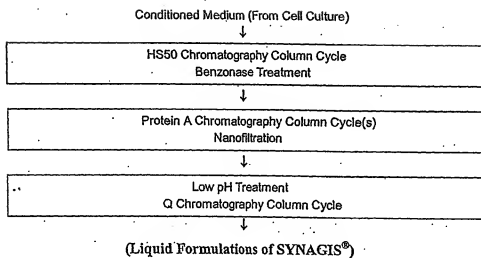 Conditioned Medium (From Cell Culture)
↓
HS50 Chromatography Column Cycle
Benzonase Treatment
↓
Protein A Chromatography Column Cycle(s)
Nanofiltration
↓
Low pH Treatment
Q Chromatography Column Cycle
↓
(Liquid Formulations of SYNAGIS®)